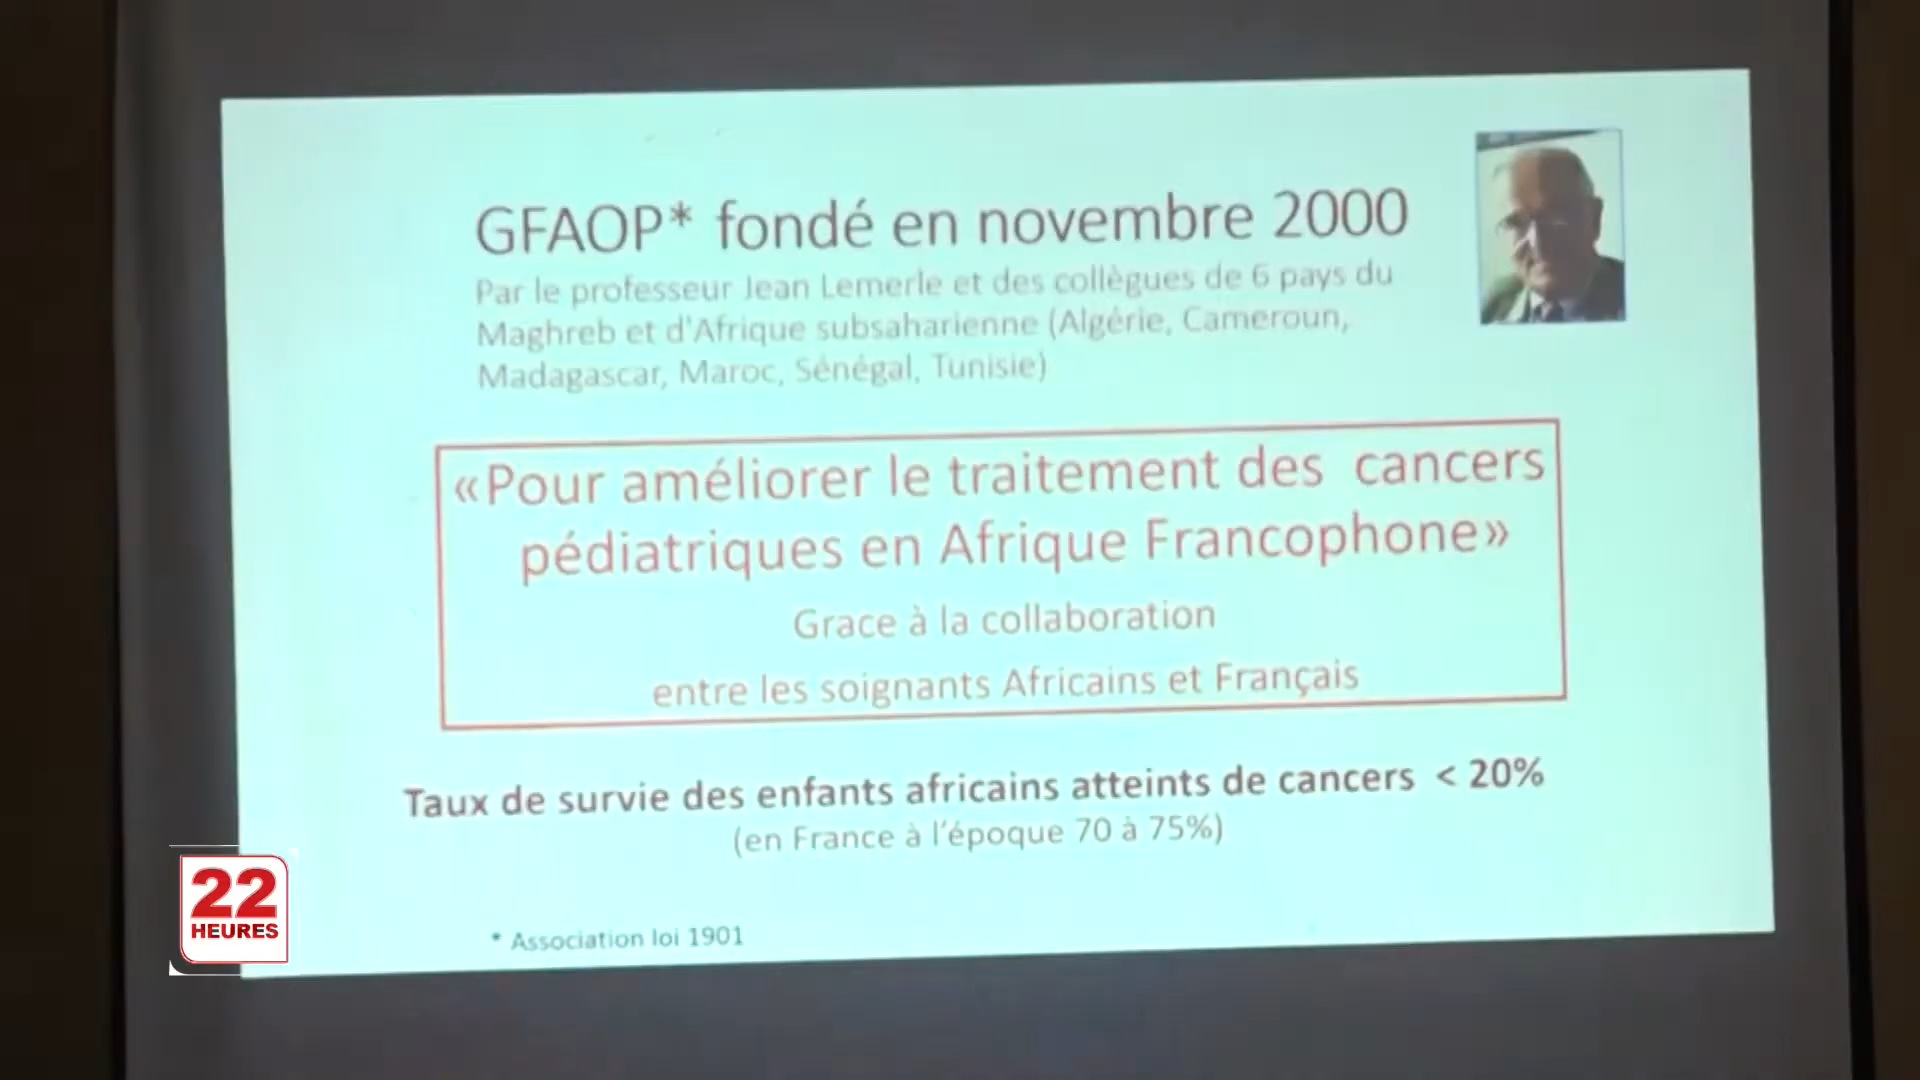 GFAOP* fondé en novembre 2000
Par le professeur Jean Lemerle et des collègues de 6 pays du
Maghreb et d'Afrique subsaharienne (Algérie, Cameroun,
Madagascar, Maroc, Sénégal, Tunisie)
«Pour améliorer le traitement des cancers
pédiatriques en Afrique Francophone»
Grace à la collaboration
entre les soignants Africains et Français
Taux de survie des enfants africains atteints de cancers < 20%
(en France à l'époque 70 à 75%)
* Association loi 1901
22
HEURES